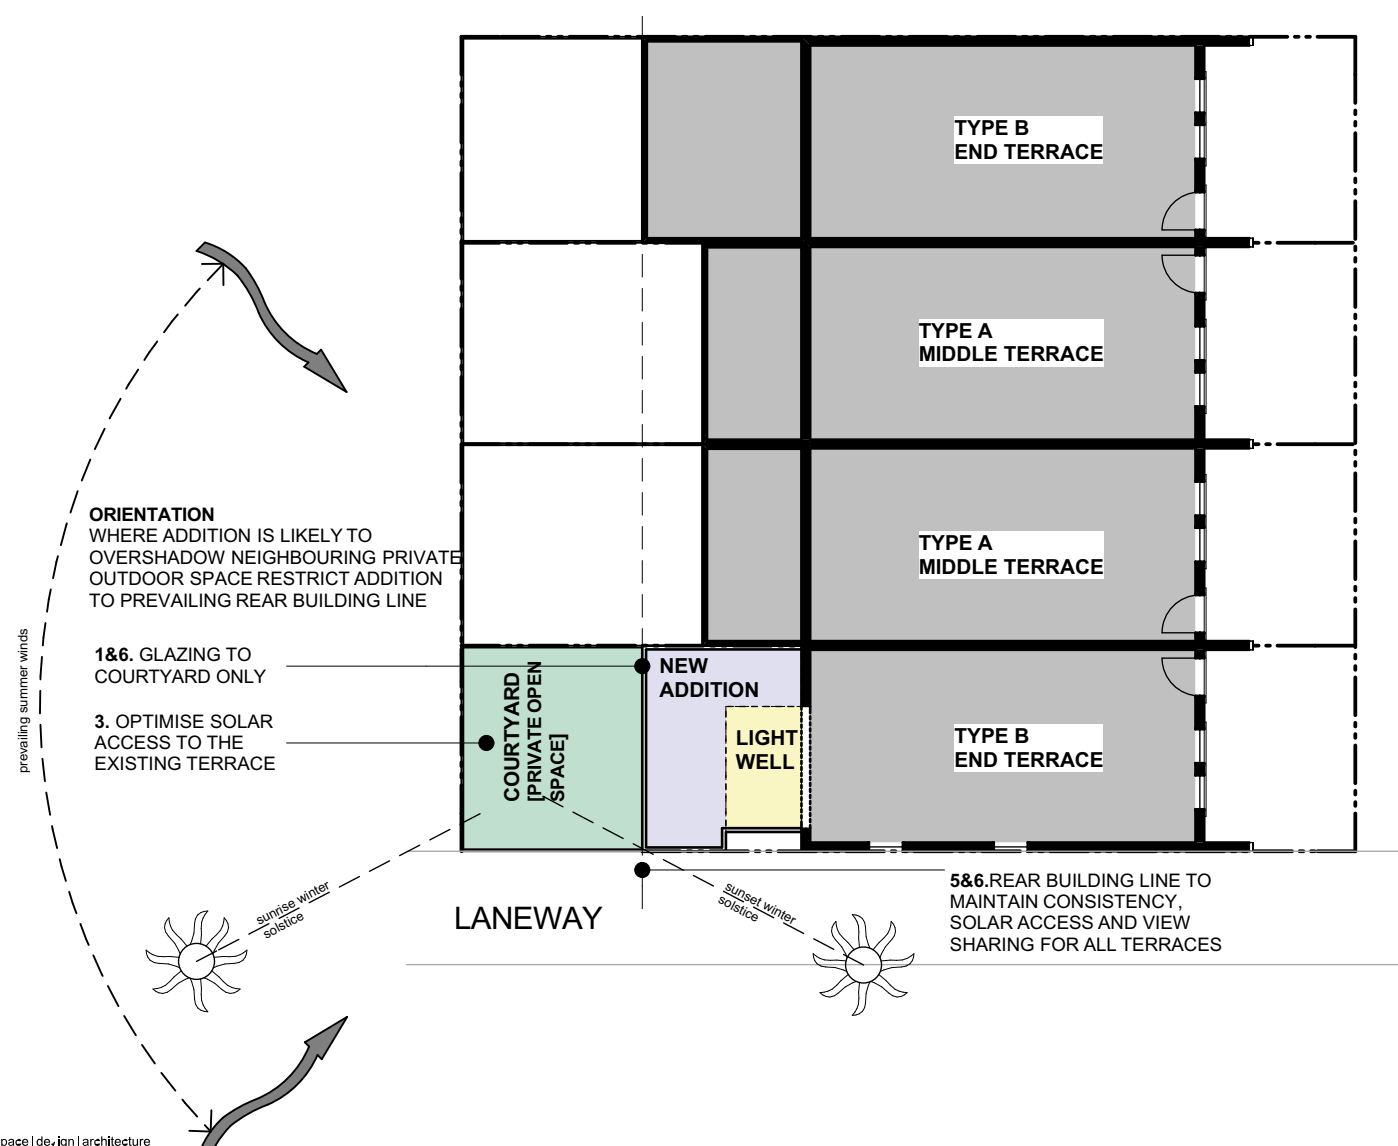 TYPE B
END TERRACE
TYPE A
MIDDLE TERRACE
ORIENTATION
WHERE ADDITION IS LIKELY TO
OVERSHADOW NEIGHBOURING PRIVATE
OUTDOOR SPACE RESTRICT ADDITION
TO PREVAILING REAR BUILDING LINE
TYPE A
MIDDLE TERRACE
prevailing summer winds
1&6. GLAZING TO
COURTYARD ONLY
3. OPTIMISE SOLAR
ACCESS TO THE
EXISTING TERRACE
COURTYARD
[PRIVATE OPEN
SPACE]
NEW
ADDITION
LIGHT
WELL
TYPE B
END TERRACE
sunrise winter
solstice
LANEWAY
sunset winter
solstice
5&6.REAR BUILDING LINE TO
MAINTAIN CONSISTENCY,
SOLAR ACCESS AND VIEW
SHARING FOR ALL TERRACES
architecture